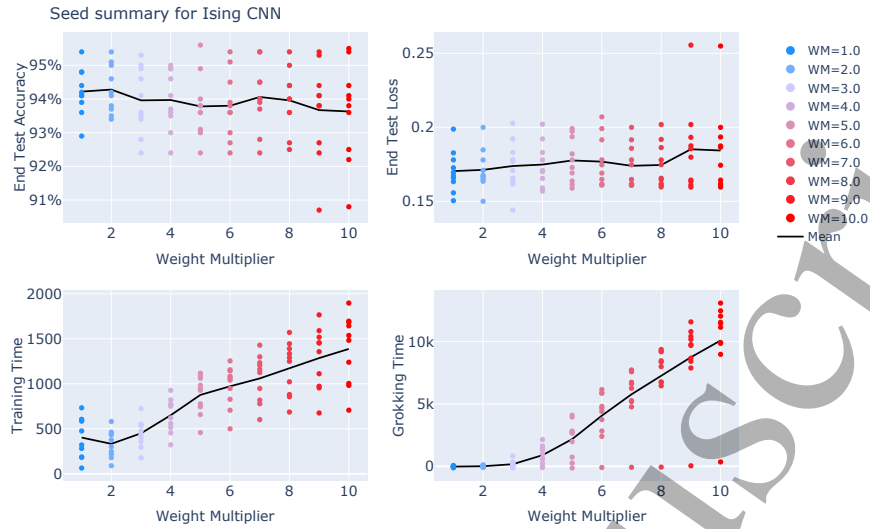 Seed summary for Ising CNN
95%
94%
93%
92%
91%
End Test Accuracy
2
4
6
8
10
Weight Multiplier
0.25
0.2
0.15
End Test Loss
2
4
6
8
10
Weight Multiplier
WM=1.0
WM=2.0
WM=3.0
WM=4.0
WM=5.0
WM=6.0
WM=7.0
WM=8.0
WM=9.0
WM=10.0
Mean
2000
1500
1000
500
0
Training Time
2
4
6
8
10
Weight Multiplier
10k
5k
0
Grokking Time
2
4
6
8
10
Weight Multiplier